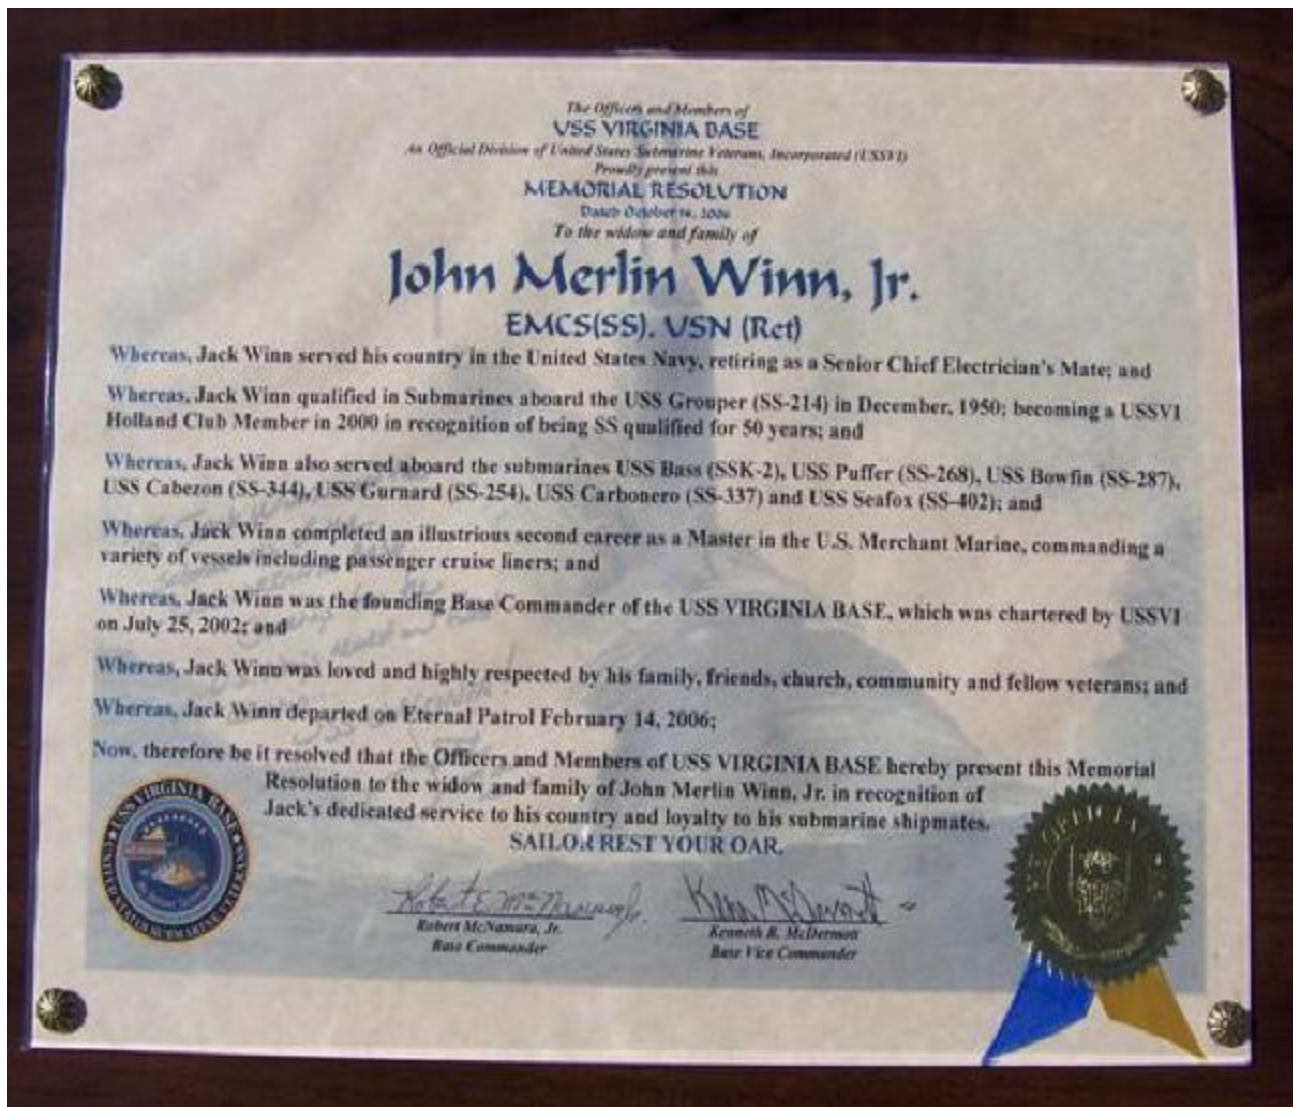 The Officers and Members of
USS VIRGINIA BASE
An Official Division of United States Submarine Veterans, Incorporated (USSVI)
Proudly present this
MEMORIAL RESOLUTION
Dated October 14, 2006
To the widow and family of
John Merlin Winn, Jr.
EMCS(SS), USN (Ret)
Whereas, Jack Winn served his country in the United States Navy, retiring as a Senior Chief Electrician's Mate; and
Whereas, Jack Winn qualified in Submarines aboard the USS Grouper (SS-214) in December, 1950; becoming a USSVI
Holland Club Member in 2000 in recognition of being SS qualified for 50 years; and
Whereas, Jack Winn also served aboard the submarines USS Bass (SSK-2), USS Puffer (SS-268), USS Bowfin (SS-287),
USS Cabezon (SS-344), USS Gurnard (SS-254), USS Carbonero (SS-337) and USS Seafox (SS-402); and
Whereas, Jack Winn completed an illustrious second career as a Master in the U.S. Merchant Marine, commanding a
variety of vessels including passenger cruise liners; and
Whereas, Jack Winn was the founding Base Commander of the USS VIRGINIA BASE, which was chartered by USSVI
on July 25, 2002; and
Whereas, Jack Winn was loved and highly respected by his family, friends, church, community and fellow veterans; and
Whereas, Jack Winn departed on Eternal Patrol February 14, 2006;
Now, therefore be it resolved that the Officers and Members of USS VIRGINIA BASE hereby present this Memorial
Resolution to the widow and family of John Merlin Winn, Jr. in recognition of
Jack's dedicated service to his country and loyalty to his submarine shipmates.
SAILOR REST YOUR OAR.
USS VIRGINIA BASE
UNITED STATES SUBMARINE VETERANS
Robert McNamara, Jr.
Base Commander
Kenneth B. McDermott
Base Vice Commander